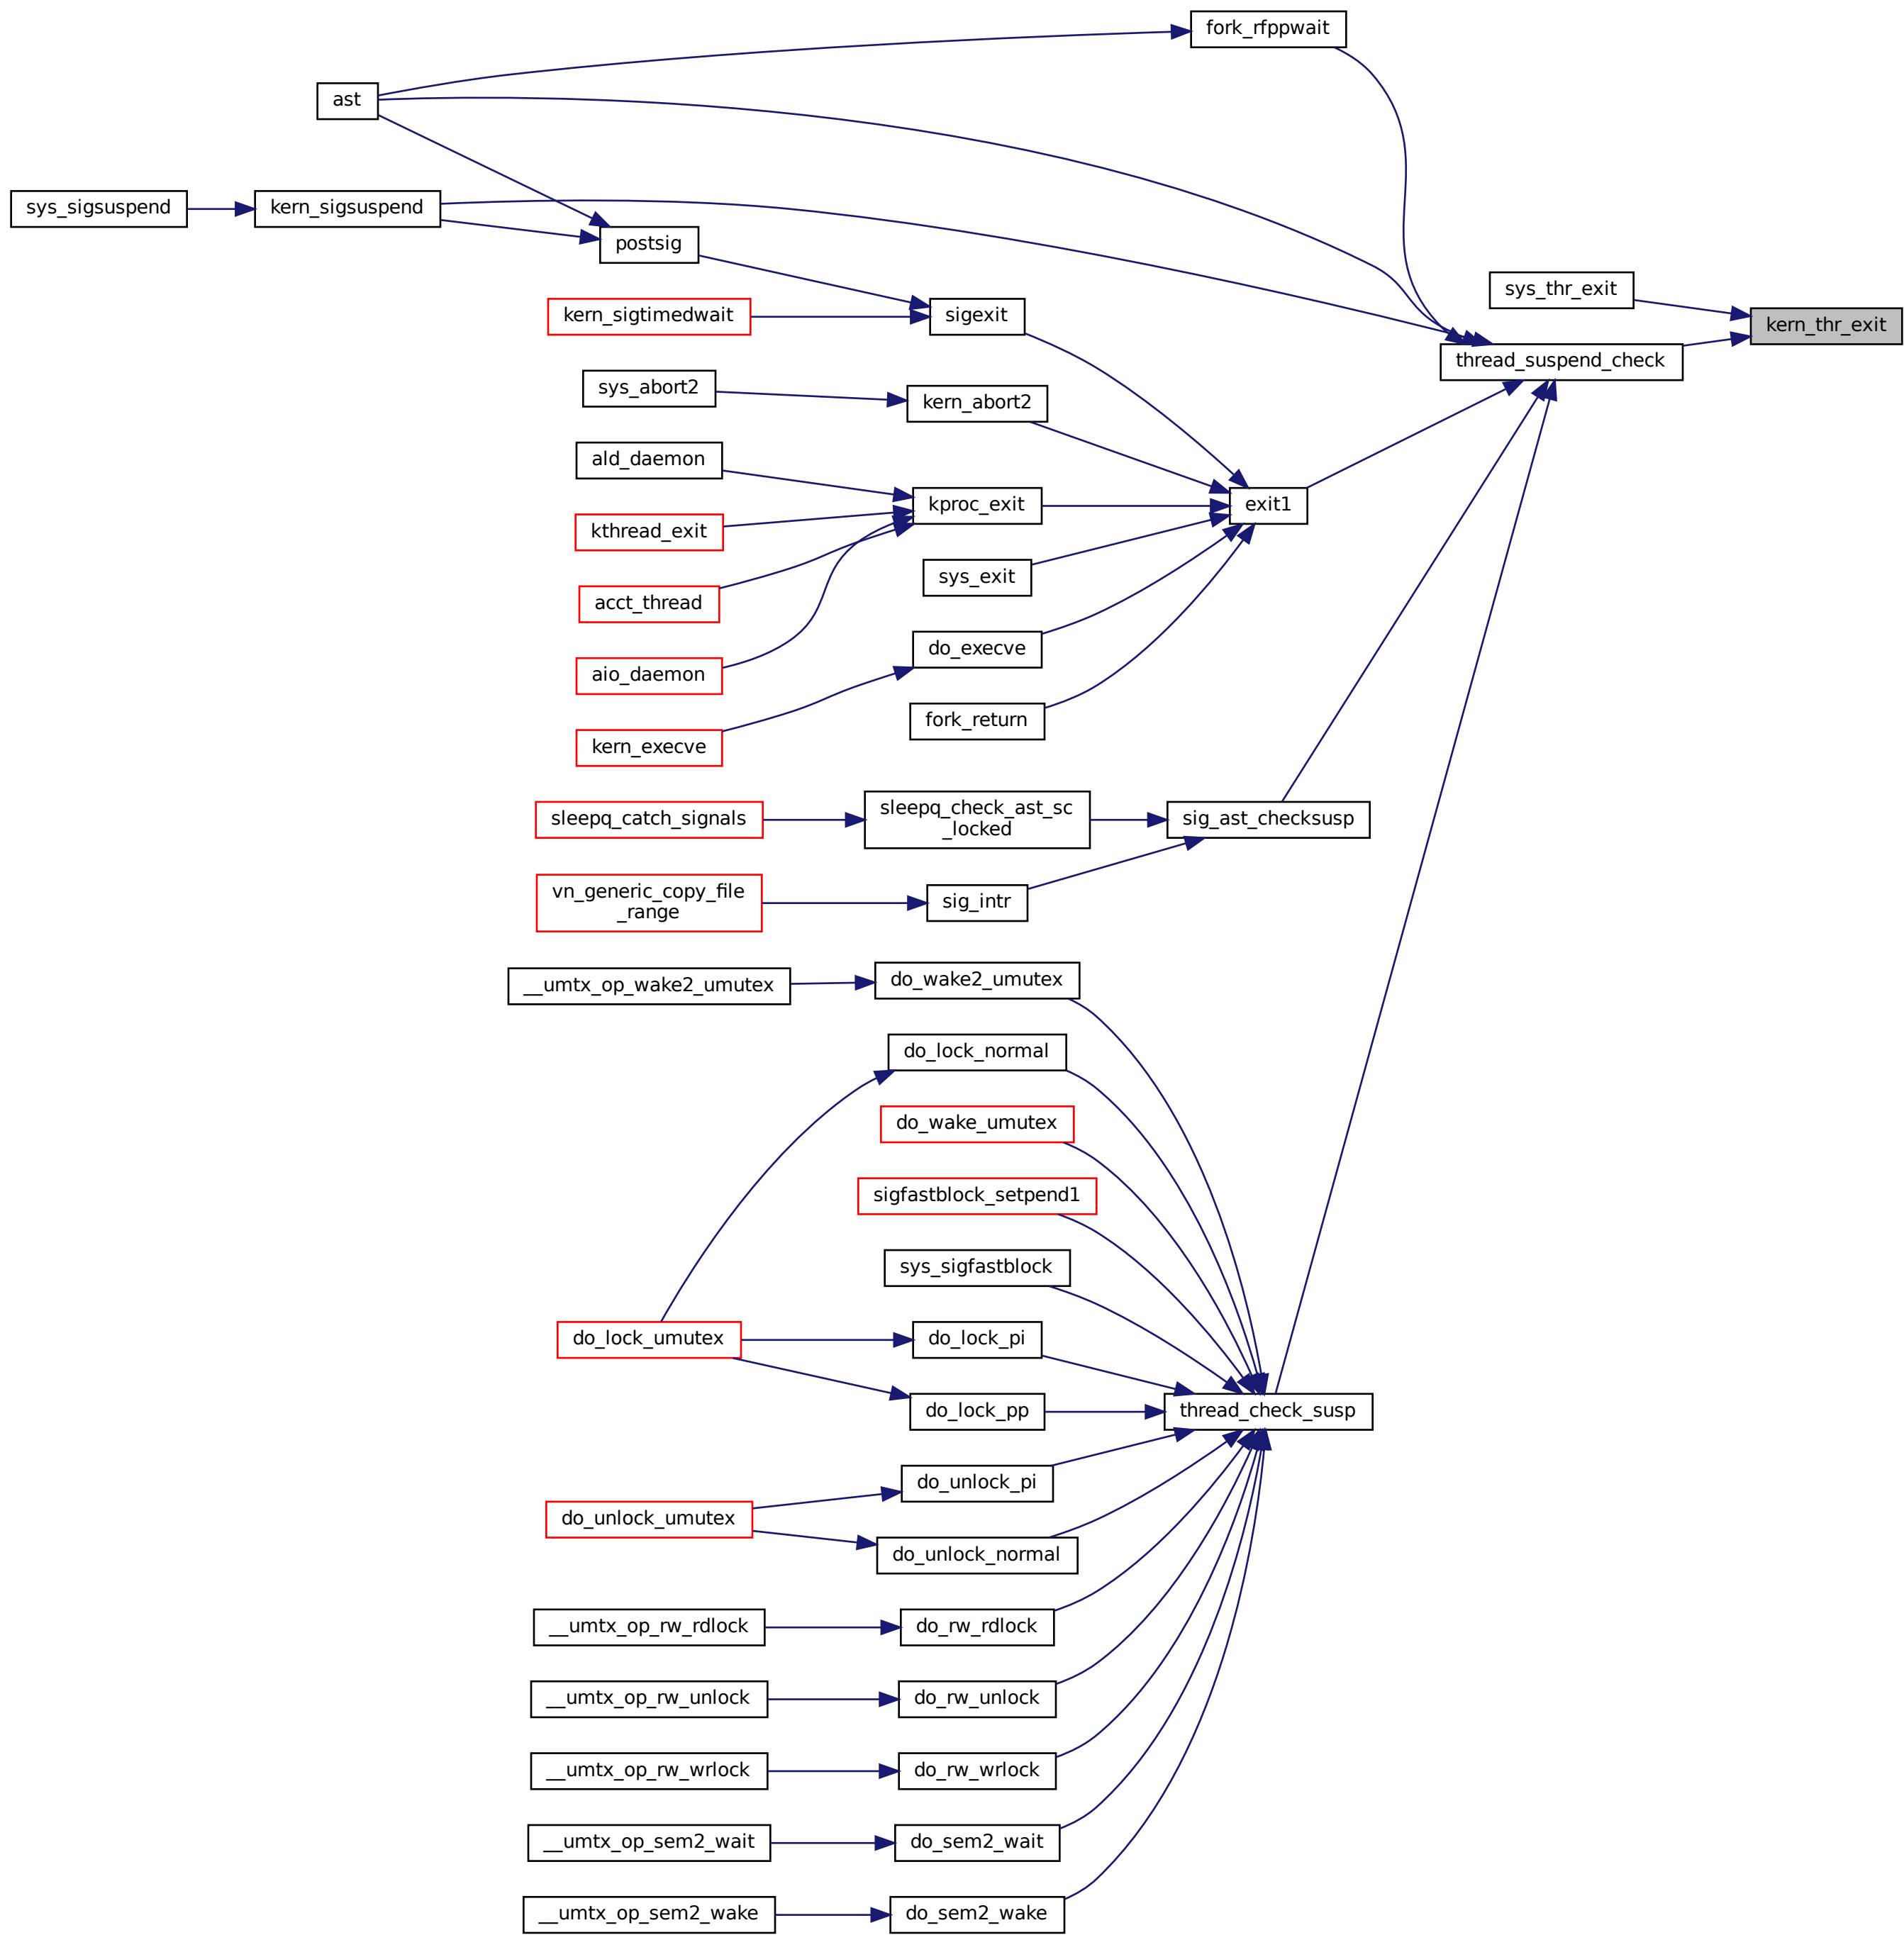 fork_rfppwait
ast
sys_sigsuspend
kern_sigsuspend
postsig
sys_thr_exit
kern_thr_exit
kern_sigtimedwait
sigexit
thread_suspend_check
sys_abort2
kern_abort2
ald_daemon
kproc_exit
exit1
kthread_exit
sys_exit
acct_thread
do_execve
aio_daemon
fork_return
kern_execve
sleepq_catch_signals
sleepq_check_ast_sc
_locked
sig_ast_checksusp
vn_generic_copy_file
_range
sig_intr
__umtx_op_wake2_umutex
do_wake2_umutex
do_lock_normal
do_wake_umutex
sigfastblock_setpend1
sys_sigfastblock
do_lock_umutex
do_lock_pi
do_lock_pp
thread_check_susp
do_unlock_pi
do_unlock_umutex
do_unlock_normal
__umtx_op_rw_rdlock
do_rw_rdlock
__umtx_op_rw_unlock
do_rw_unlock
__umtx_op_rw_wrlock
do_rw_wrlock
__umtx_op_sem2_wait
do_sem2_wait
__umtx_op_sem2_wake
do_sem2_wake